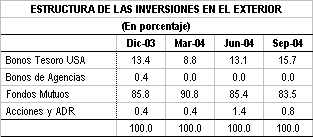 ESTRUCTURA DE LAS INVERSIONES EN EL EXTERIOR
(En porcentaje)
Dic-03 Mar-04 Jun-04 Sep-04
Bonos Tesoro USA 13.4 8.8 13.1 15.7
Bonos de Agencias 0.4 0.0 0.0 0.0
Fondos Mutuos 85.8 90.8 85.4 83.5
Acciones y ADR 0.4 0.4 1.4 0.8
100.0 100.0 100.0 100.0